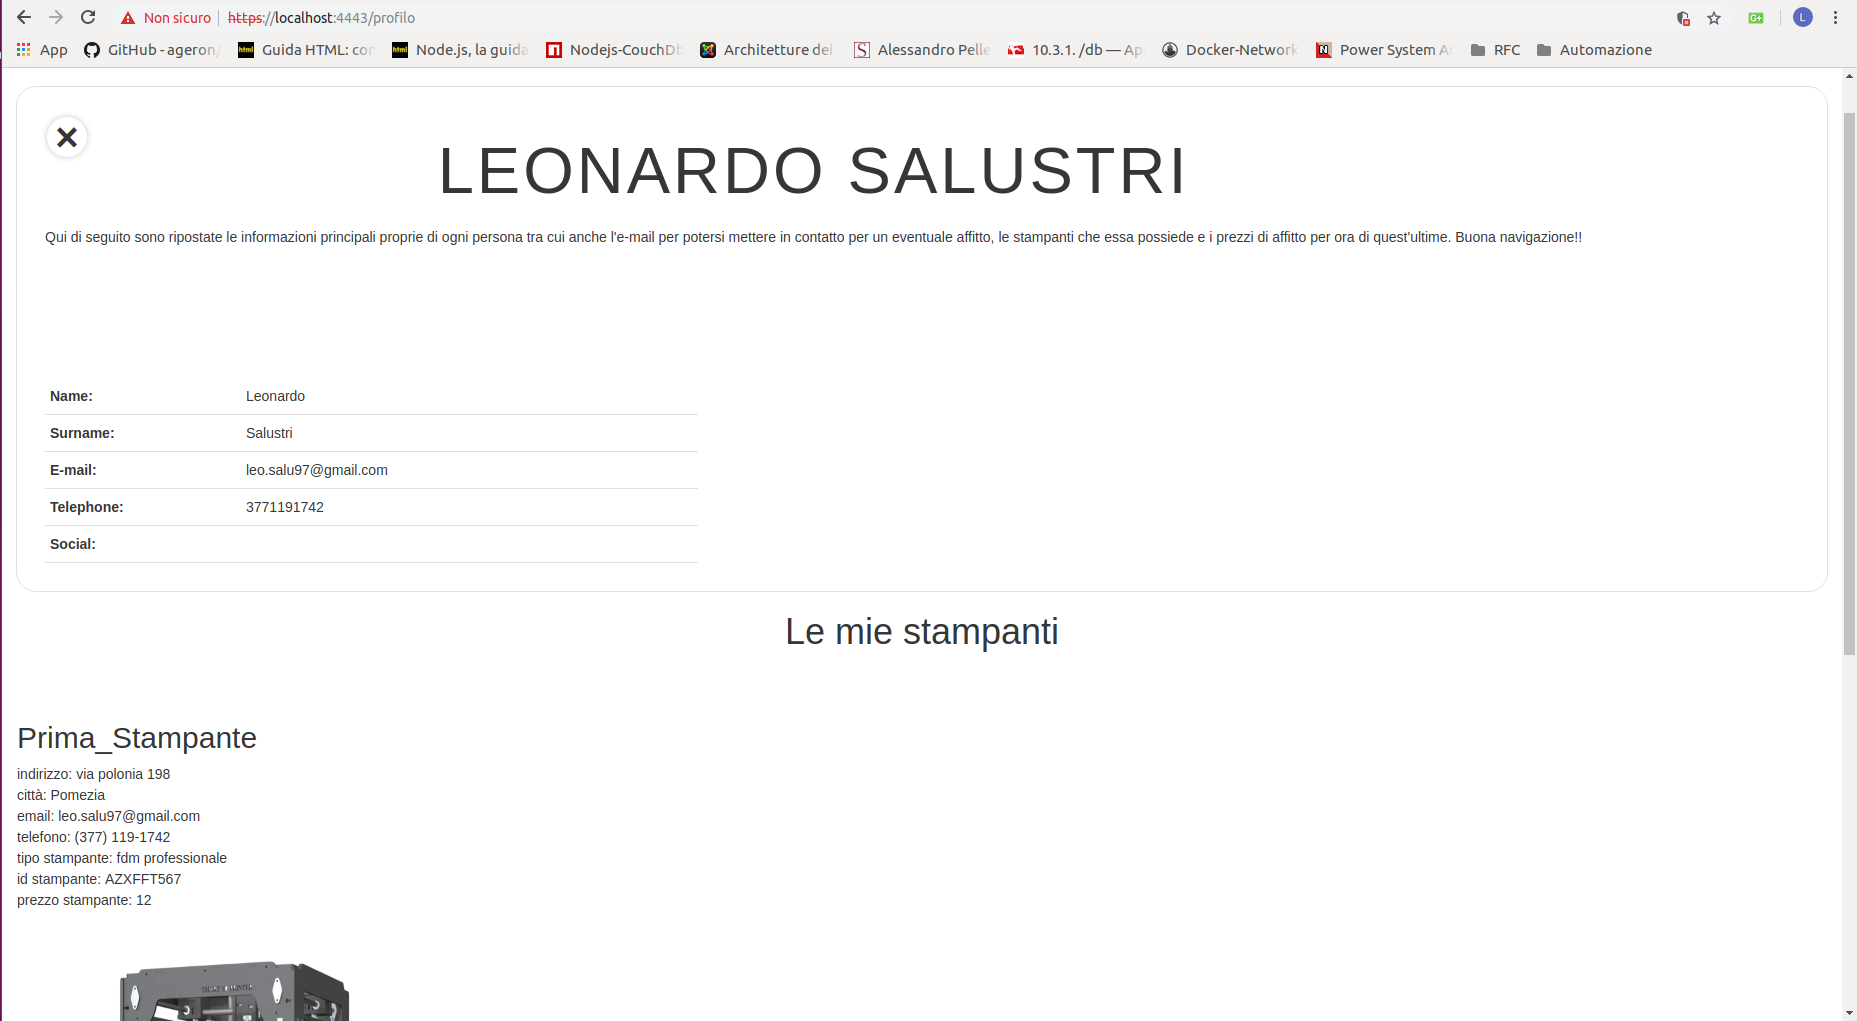 Non sicuro https://localhost:4443/profilo
App GitHub - ageron/ Guida HTML: con Node.js, la guida Nodejs-CouchDb Architetture dei Alessandro Pelle 10.3.1. /db — Ap Docker-Network Power System An RFC Automazione
LEONARDO SALUSTRI
Qui di seguito sono ripostate le informazioni principali proprie di ogni persona tra cui anche l'e-mail per potersi mettere in contatto per un eventuale affitto, le stampanti che essa possiede e i prezzi di affitto per ora di quest'ultime. Buona navigazione!!
Name: Leonardo
Surname: Salustri
E-mail: leo.salu97@gmail.com
Telephone: 3771191742
Social:
Le mie stampanti
Prima_Stampante
indirizzo: via polonia 198
città: Pomezia
email: leo.salu97@gmail.com
telefono: (377) 119-1742
tipo stampante: fdm professionale
id stampante: AZXFFT567
prezzo stampante: 12